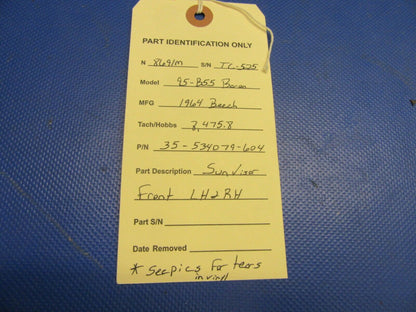 PART IDENTIFICATION ONLY
N 8691M S/N TC-525
Model 95-B55 Baron
MFG 1964 Beech
Tach/Hobbs 3,475.8
P/N 35-534079-604
Part Description Sun Visor
Front LH & RH
Part S/N
Date Removed
* See pics for tears
in vinyl